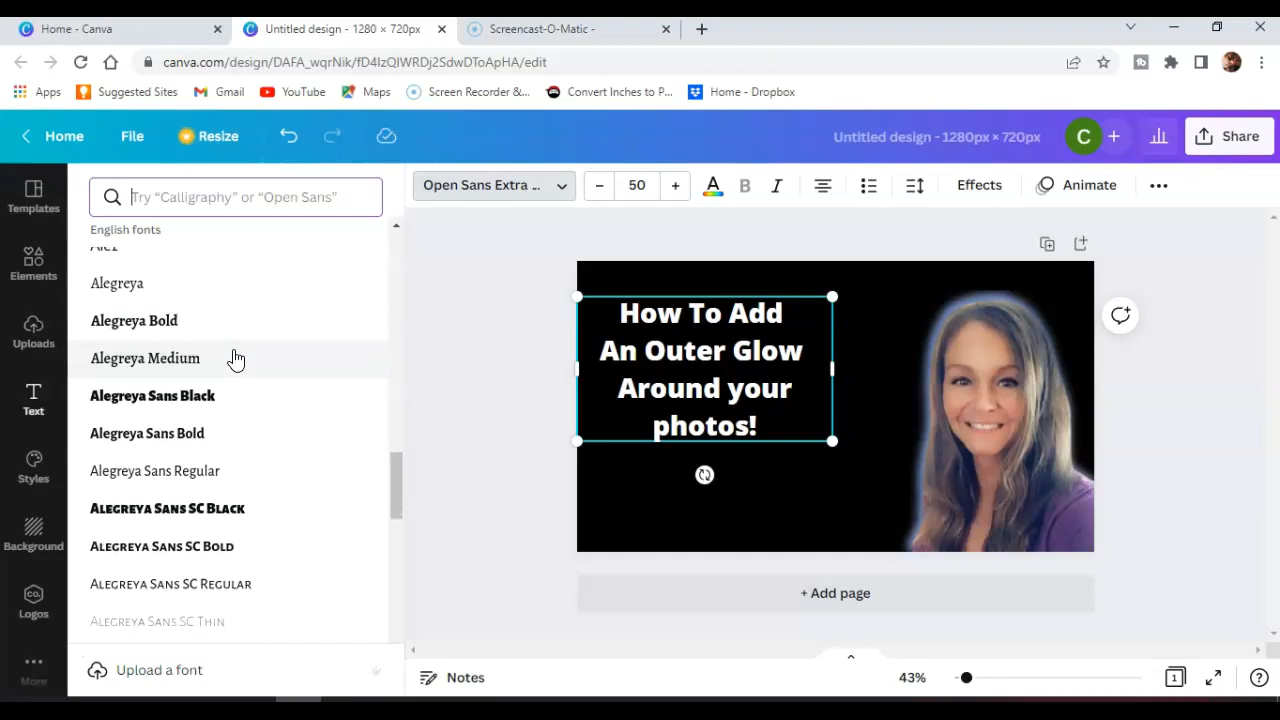 Home - Canva
Untitled design - 1280 × 720px
Screencast-O-Matic -
canva.com/design/DAFA_wqrNik/fD4IzQIWRDj2SdwDToApHA/edit
Apps
Suggested Sites
Gmail
YouTube
Maps
Screen Recorder &...
Convert Inches to P...
Home - Dropbox
Home
File
Resize
Untitled design - 1280px × 720px
C
Share
Templates
Elements
Uploads
Text
Styles
Background
co.
Logos
More
Try “Calligraphy” or “Open Sans”
English fonts
Alegreya
Alegreya Bold
Alegreya Medium
Alegreya Sans Black
Alegreya Sans Bold
Alegreya Sans Regular
Alegreya Sans SC Black
Alegreya Sans SC Bold
Alegreya Sans SC Regular
Alegreya Sans SC Thin
Upload a font
Open Sans Extra ...
50
A
B
I
Effects
Animate
How To Add
An Outer Glow
Around your
photos!
+ Add page
Notes
43%
1